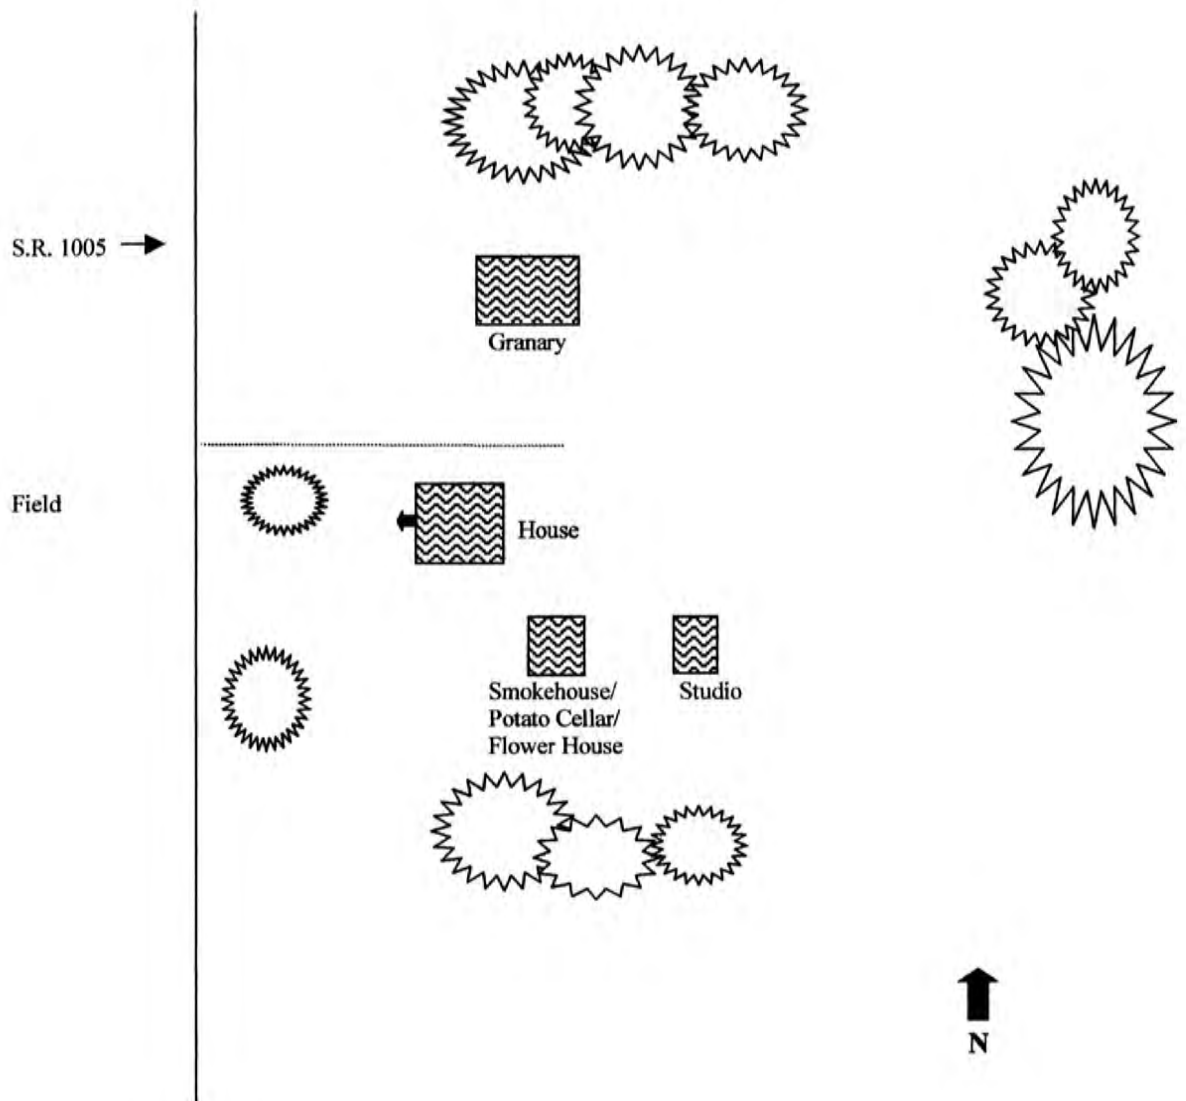 S.R. 1005
Granary
Field
House
Smokehouse/
Potato Cellar/
Flower House
Studio
N